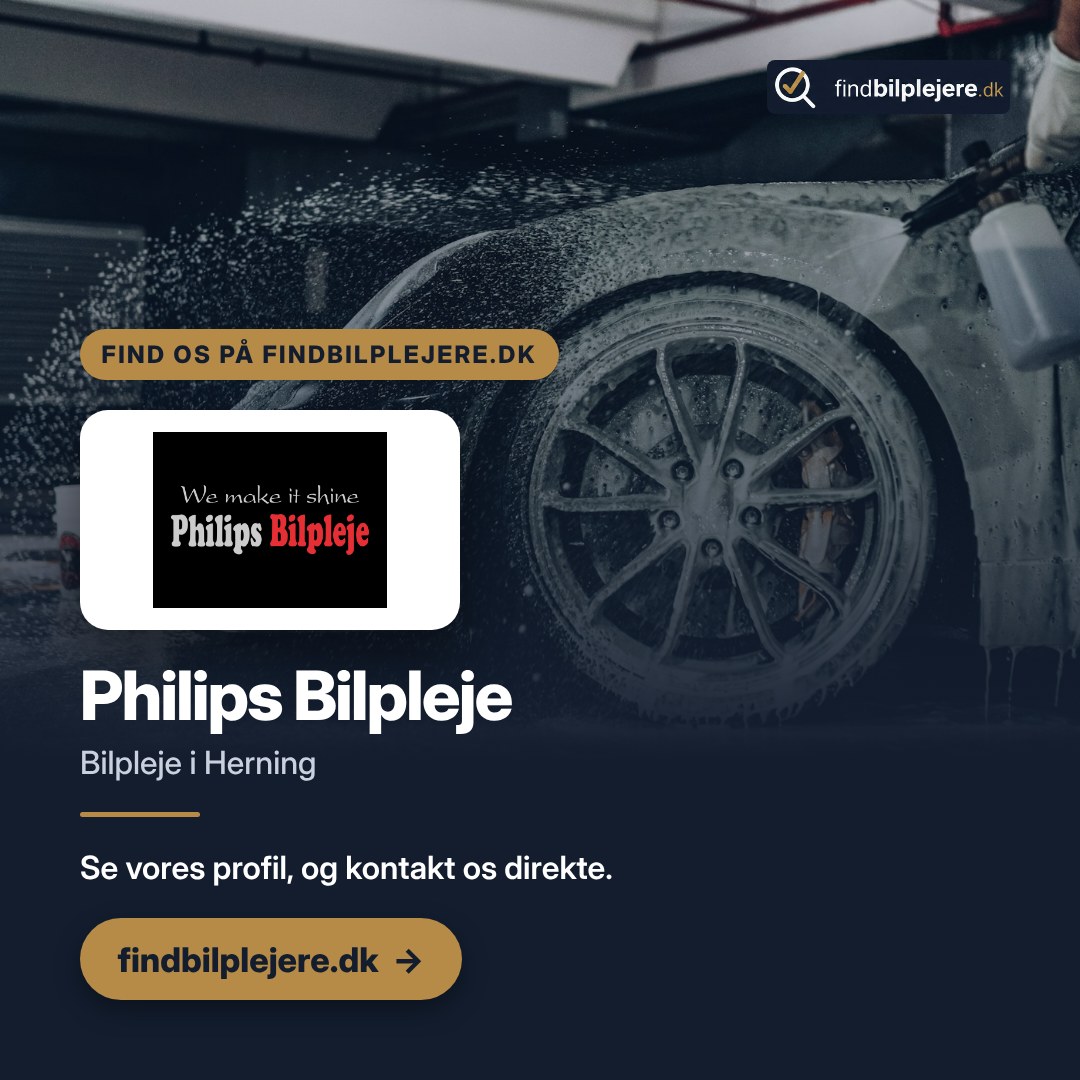 findbilplejere.dk
FIND OS PÅ FINDBILPLEJERE.DK
We make it shine
Philips Bilpleje
Philips Bilpleje
Bilpleje i Herning
Se vores profil, og kontakt os direkte.
findbilplejere.dk →